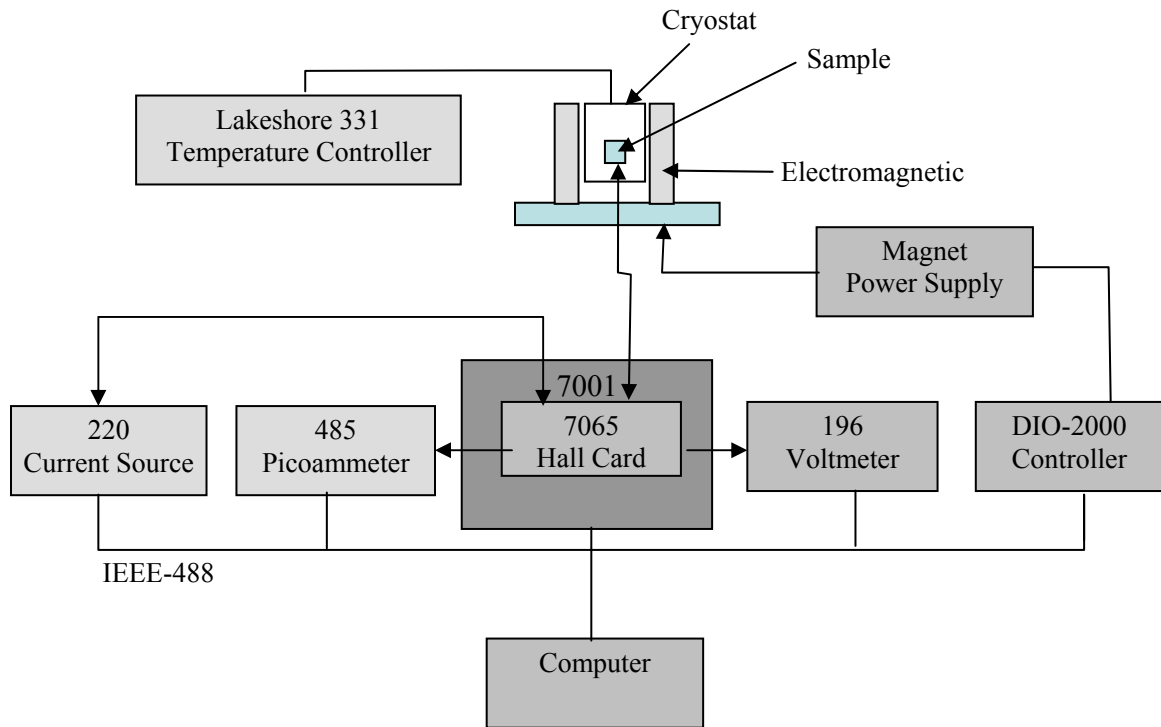 Cryostat
Sample
Lakeshore 331
Temperature Controller
Electromagnetic
Magnet
Power Supply
7001
220
Current Source
485
Picoammeter
7065
Hall Card
196
Voltmeter
DIO-2000
Controller
IEEE-488
Computer